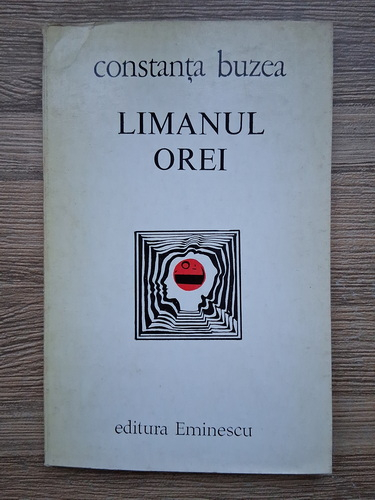 constanța buzea
LIMANUL
OREI
editura Eminescu